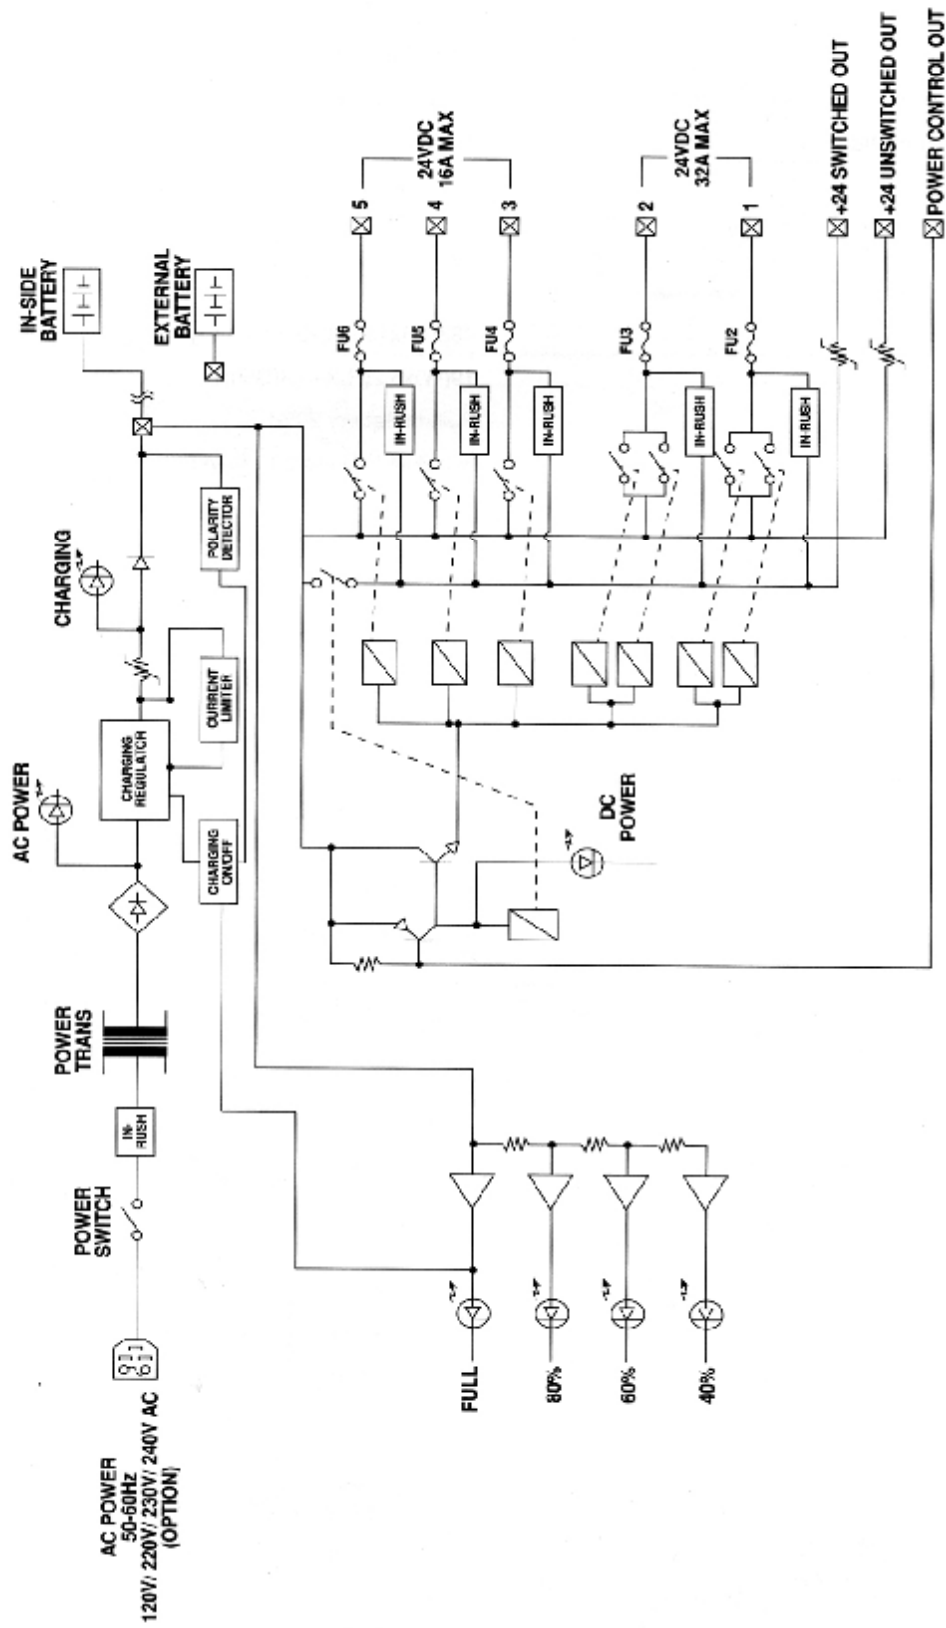 AC POWER
50-60Hz
120V/ 220V/ 230V/ 240V AC
(OPTION)
POWER
SWITCH
IN-
RUSH
POWER
TRANS
AC POWER
CHARGING
REGULATOR
CHARGING
IN-SIDE
BATTERY
EXTERNAL
BATTERY
CHARGING
ON/OFF
CURRENT
LIMITER
POLARITY
DETECTOR
FU6
5
IN-RUSH
FU5
4
IN-RUSH
FU4
3
IN-RUSH
24VDC
16A MAX
FU3
2
IN-RUSH
FU2
1
IN-RUSH
24VDC
32A MAX
DC
POWER
+24 SWITCHED OUT
+24 UNSWITCHED OUT
POWER CONTROL OUT
FULL
80%
60%
40%